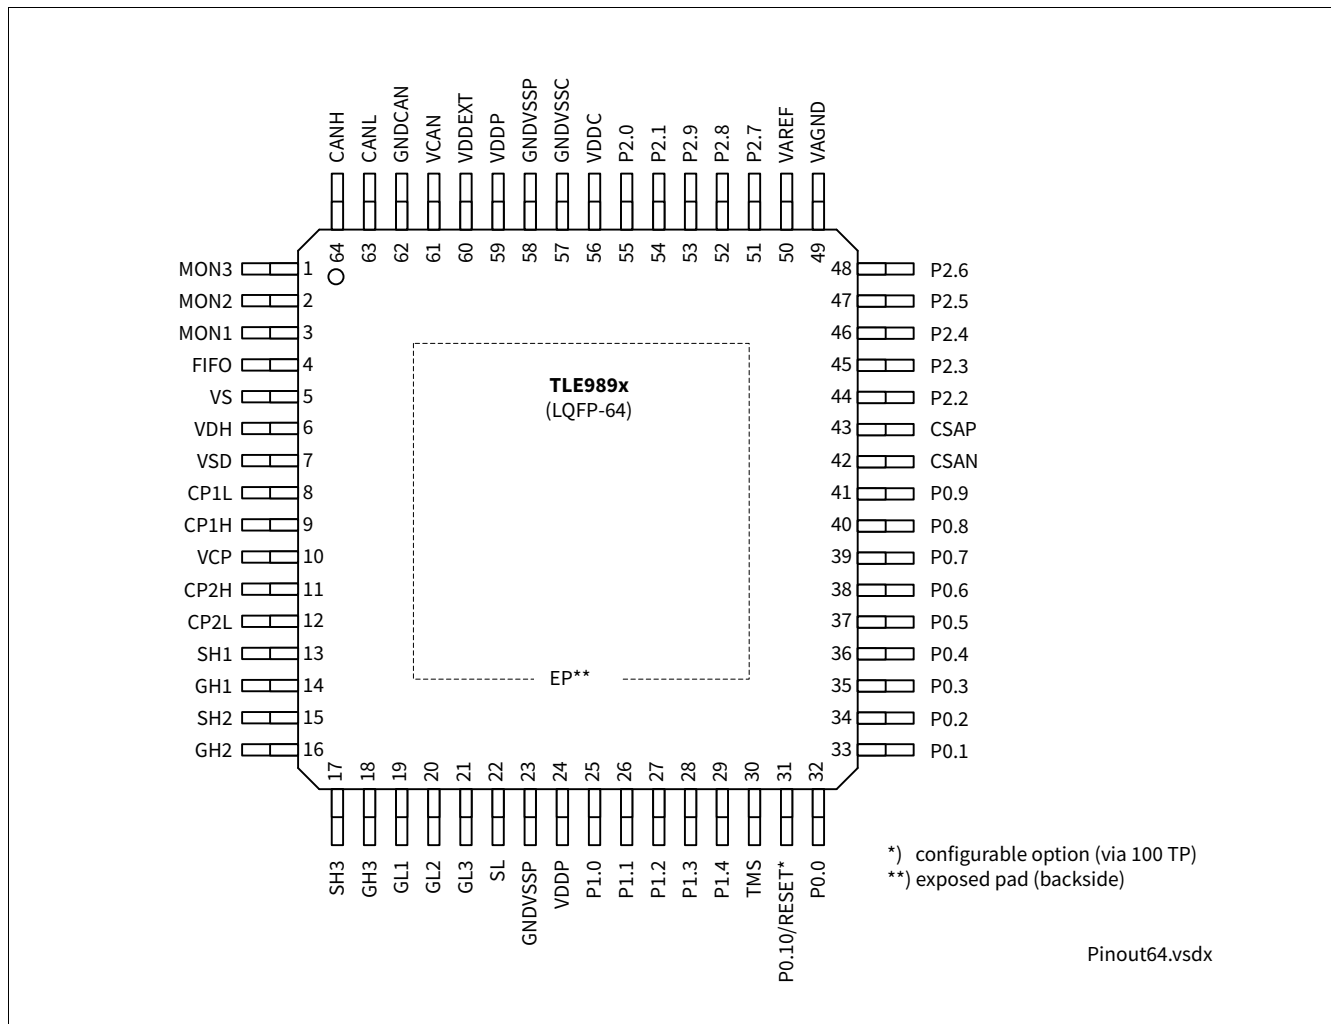 CANH
CANL
GNDCAN
VCAN
VDDEXT
VDDP
GNDVSSP
GNDVSSC
VDDC
P2.0
P2.1
P2.9
P2.8
P2.7
VAREF
VAGND
64
63
62
61
60
59
58
57
56
55
54
53
52
51
50
49
MON3 1
MON2 2
MON1 3
FIFO 4
VS 5
VDH 6
VSD 7
CP1L 8
CP1H 9
VCP 10
CP2H 11
CP2L 12
SH1 13
GH1 14
SH2 15
GH2 16
TLE989x
(LQFP-64)
EP**
48 P2.6
47 P2.5
46 P2.4
45 P2.3
44 P2.2
43 CSAP
42 CSAN
41 P0.9
40 P0.8
39 P0.7
38 P0.6
37 P0.5
36 P0.4
35 P0.3
34 P0.2
33 P0.1
17
18
19
20
21
22
23
24
25
26
27
28
29
30
31
32
SH3
GH3
GL1
GL2
GL3
SL
GNDVSSP
VDDP
P1.0
P1.1
P1.2
P1.3
P1.4
TMS
P0.10/RESET*
P0.0
*) configurable option (via 100 TP)
**) exposed pad (backside)
Pinout64.vsdx